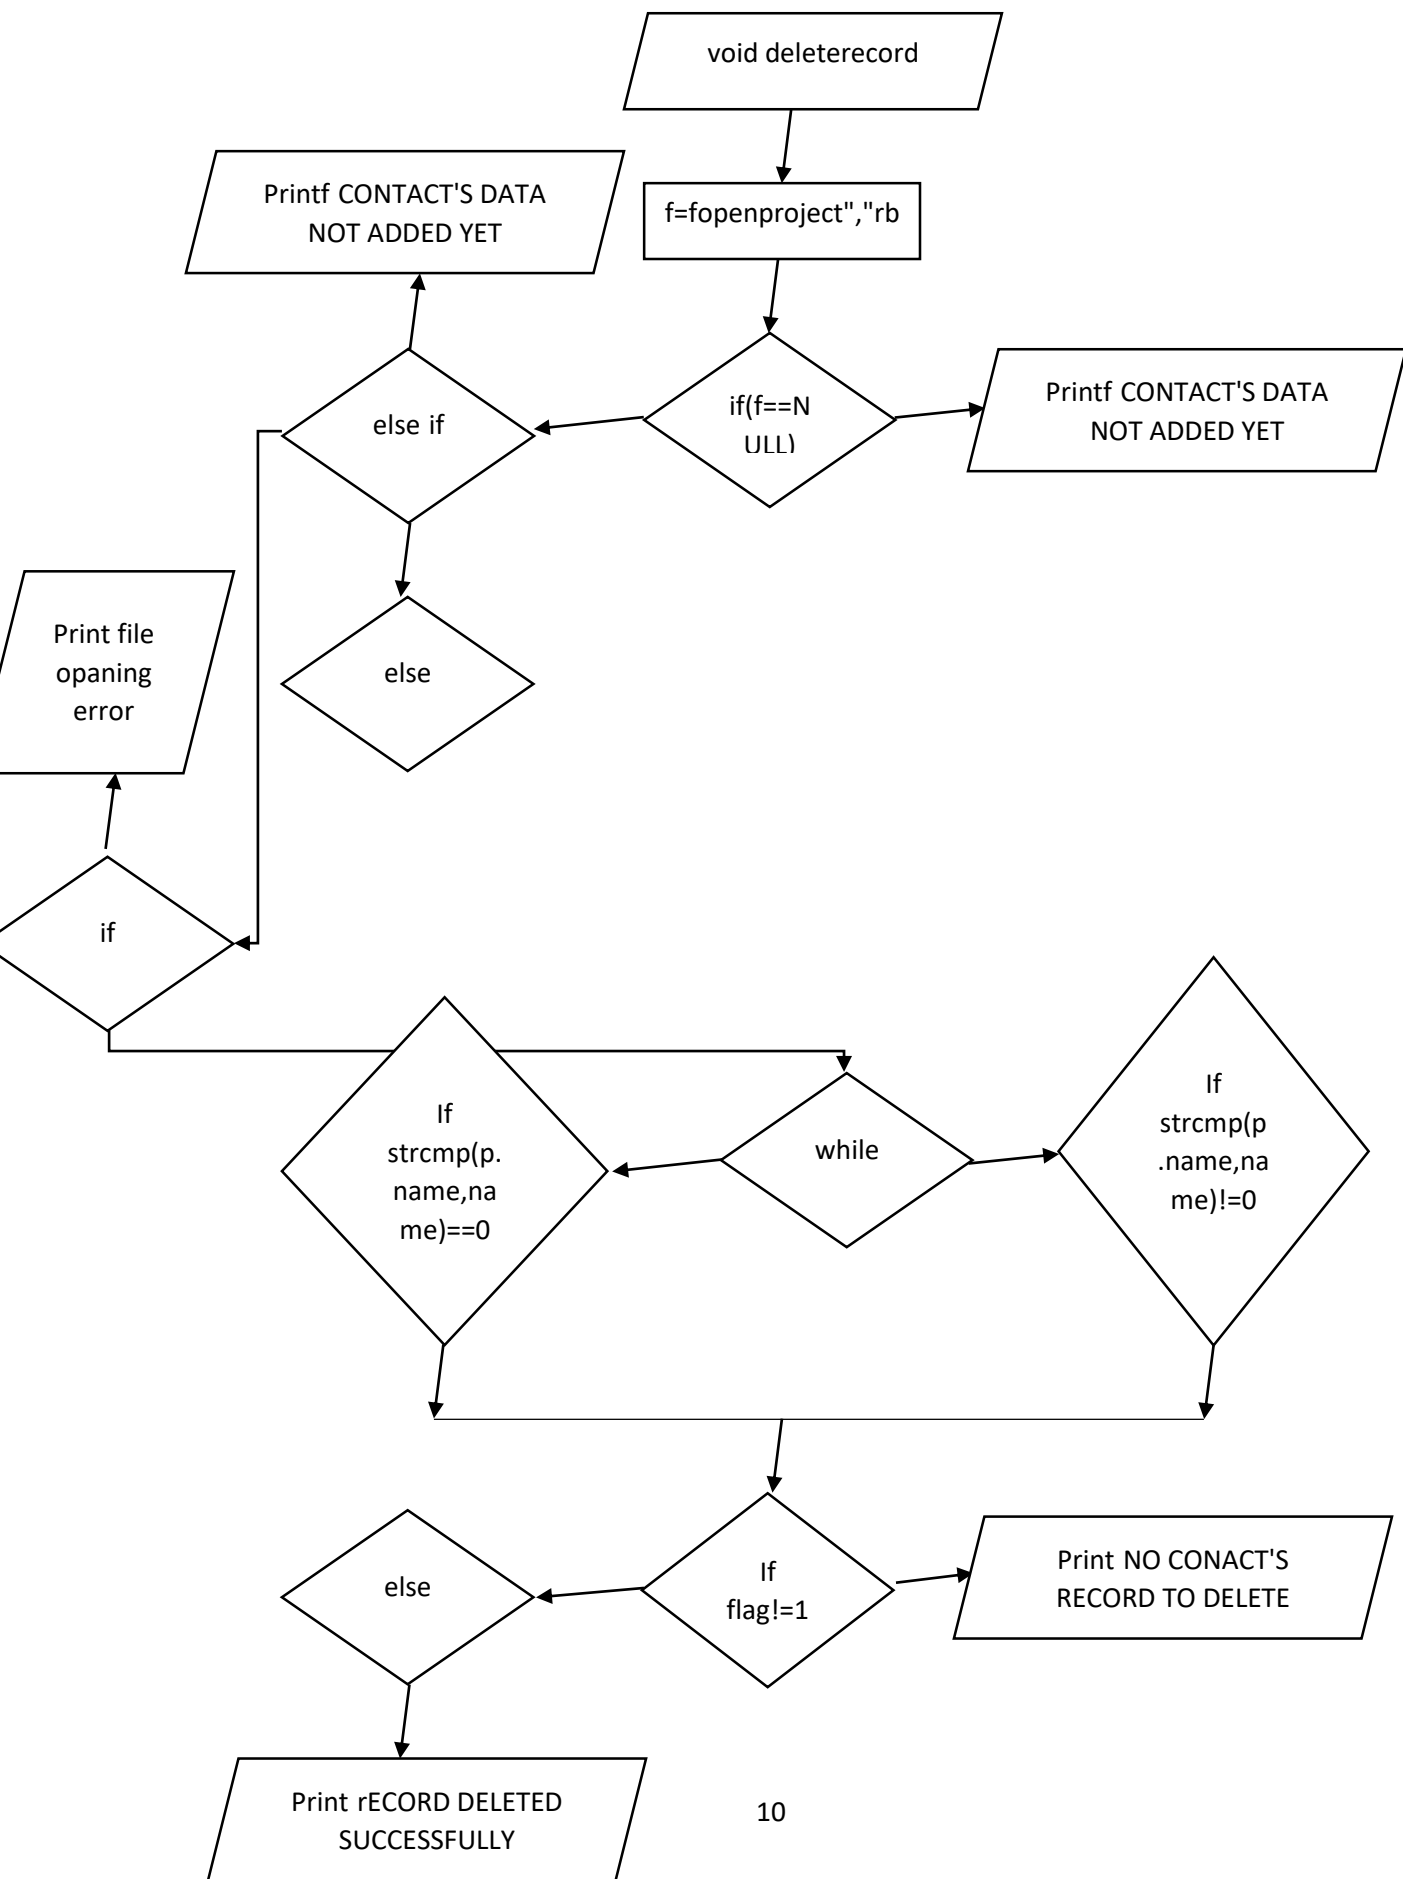 void deleterecord
Printf CONTACT'S DATA
NOT ADDED YET
f=fopenproject","rb
else if
if(f==N
ULL)
Printf CONTACT'S DATA
NOT ADDED YET
Print file
opaning
error
else
if
If
strcmp(p.
name,na
me)==0
while
If
strcmp(p
.name,na
me)!=0
else
If
flag!=1
Print NO CONACT'S
RECORD TO DELETE
Print rECORD DELETED
SUCCESSFULLY
10